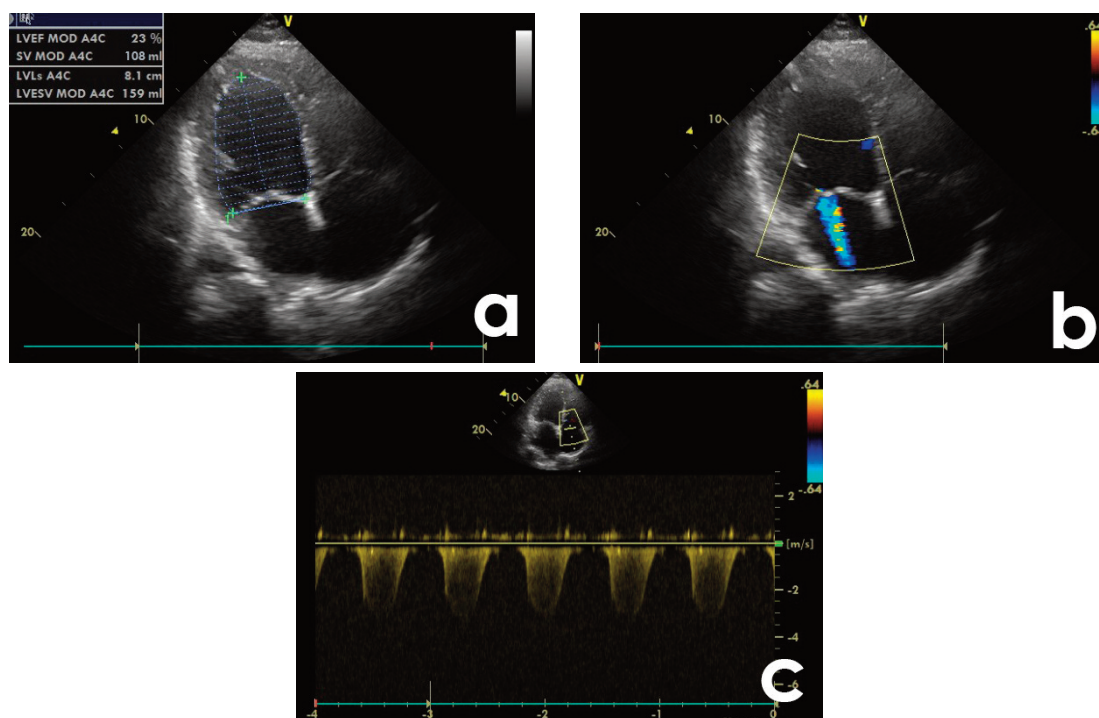 V
LVEF MOD A4C 23 %
SV MOD A4C 108 ml
LVLs A4C 8.1 cm
LVESV MOD A4C 159 ml
10
20
a
V
.64
-.64
10
20
b
V
.64
-.64
10
20
2
[m/s]
-2
-4
-6
-4 -3 -2 -1 0
c